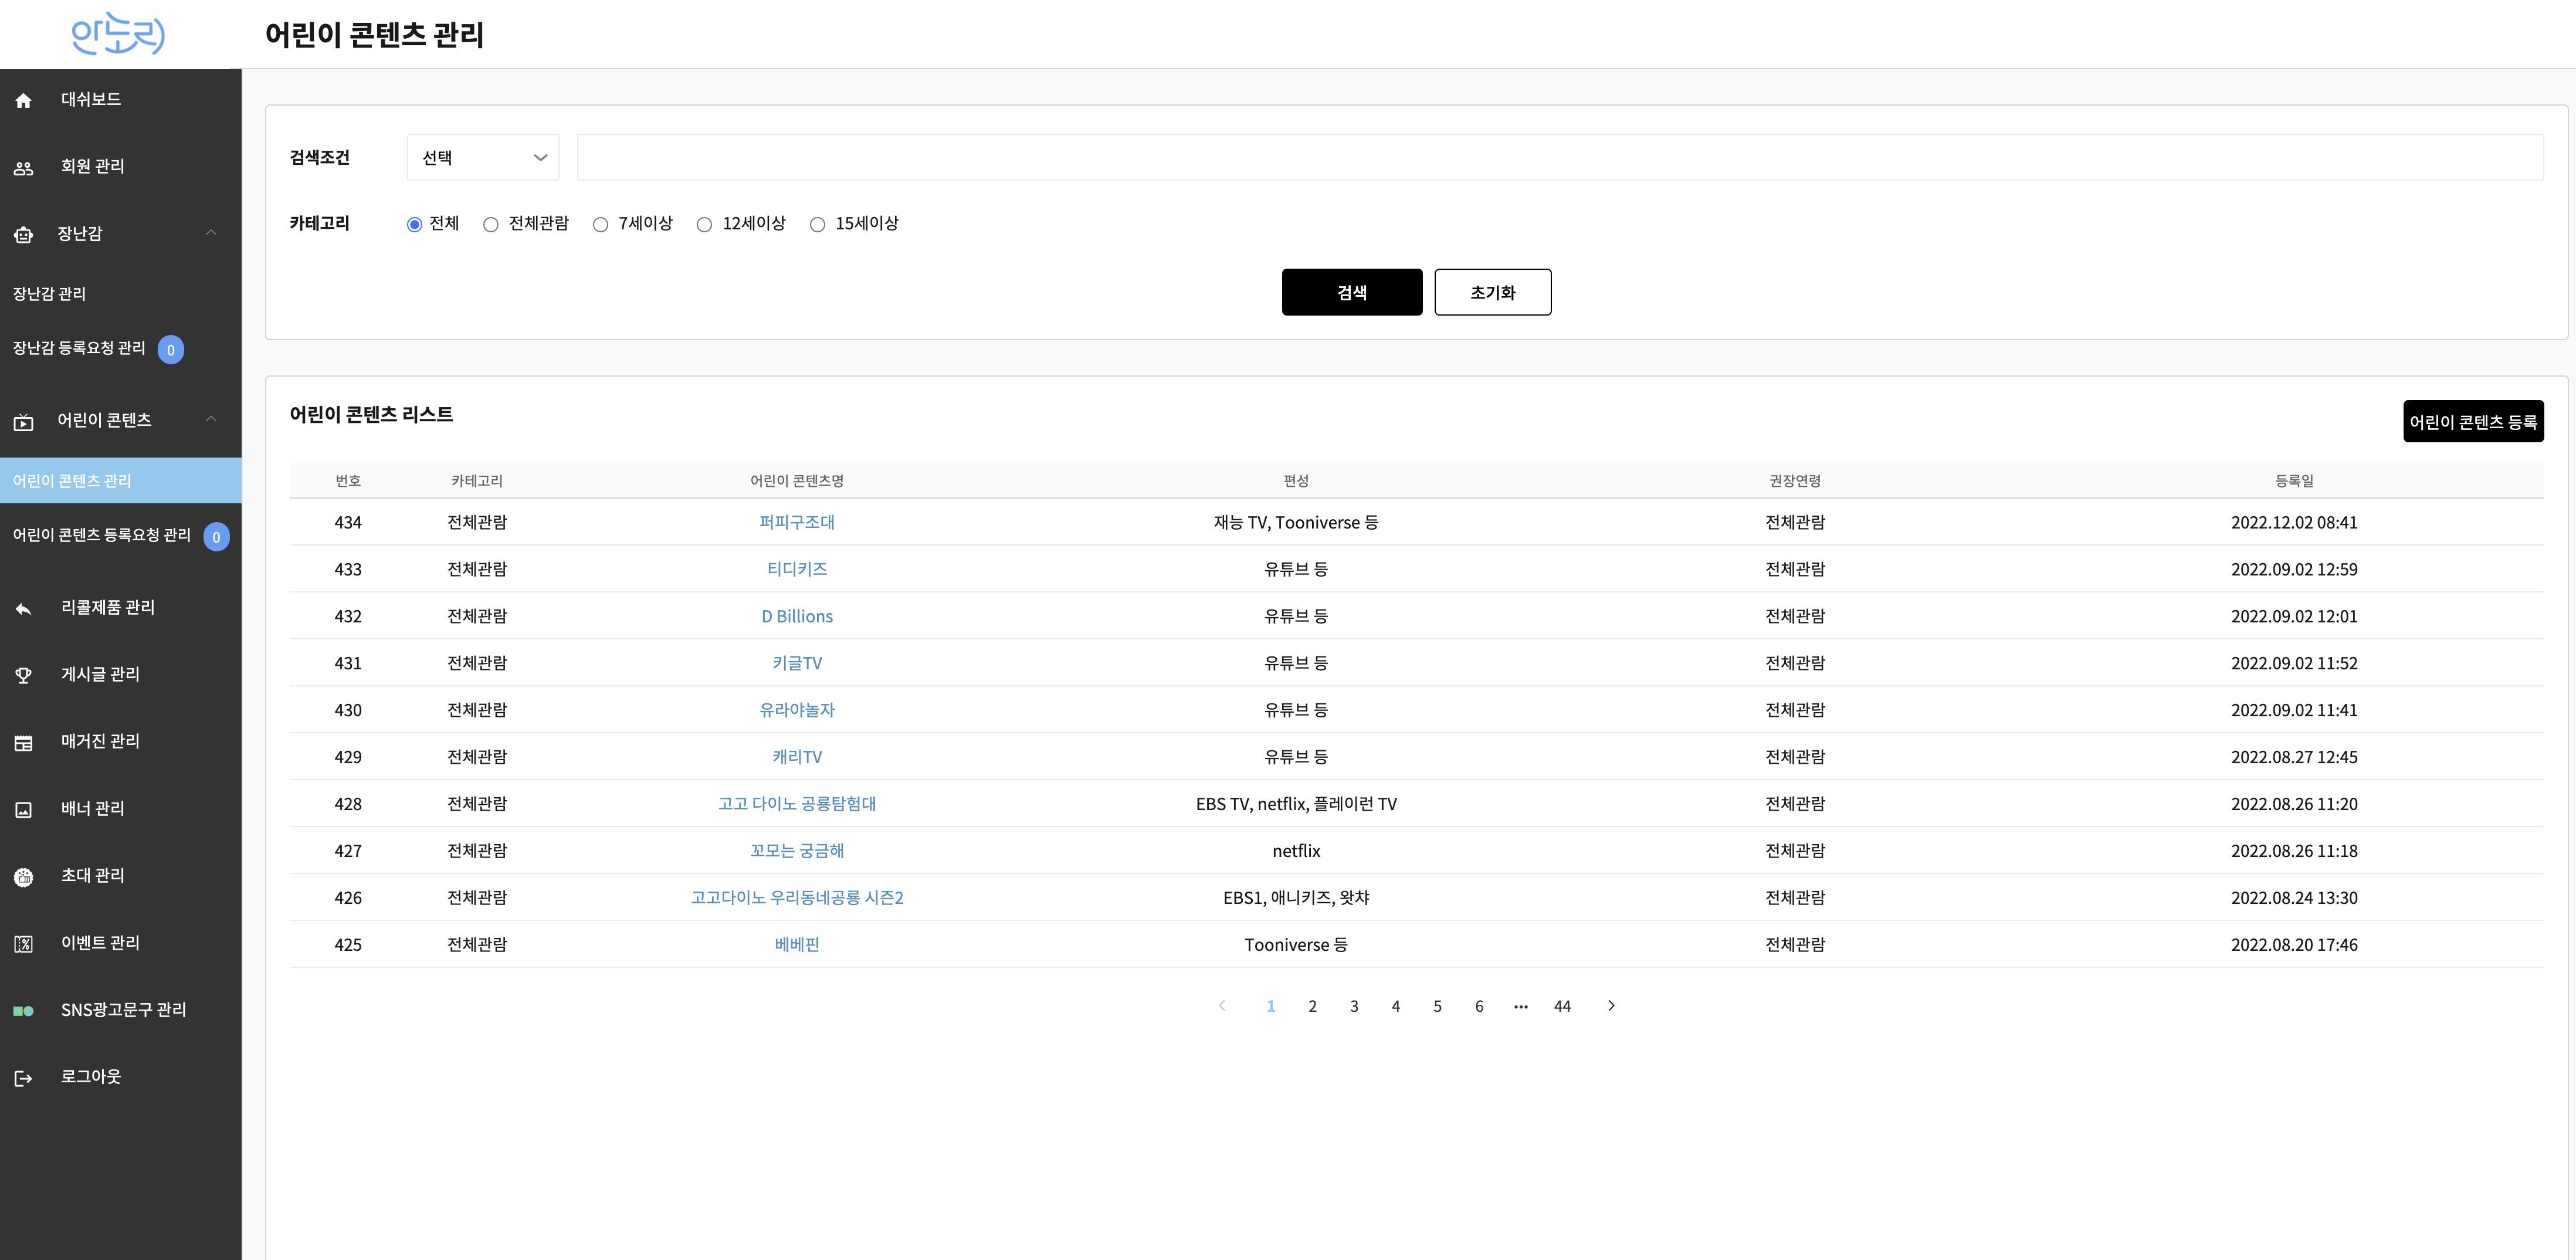 안노리
어린이 콘텐츠 관리
대쉬보드
회원 관리
장난감
장난감 관리
장난감 등록요청 관리 0
어린이 콘텐츠
어린이 콘텐츠 관리
어린이 콘텐츠 등록요청 관리 0
리콜제품 관리
게시글 관리
매거진 관리
배너 관리
초대 관리
이벤트 관리
SNS광고문구 관리
로그아웃
검색조건 선택
카테고리 전체 전체관람 7세이상 12세이상 15세이상
검색 초기화
어린이 콘텐츠 리스트 어린이 콘텐츠 등록
번호 카테고리 어린이 콘텐츠명 편성 권장연령 등록일
434 전체관람 퍼피구조대 재능 TV, Tooniverse 등 전체관람 2022.12.02 08:41
433 전체관람 티디키즈 유튜브 등 전체관람 2022.09.02 12:59
432 전체관람 D Billions 유튜브 등 전체관람 2022.09.02 12:01
431 전체관람 키글TV 유튜브 등 전체관람 2022.09.02 11:52
430 전체관람 유라야놀자 유튜브 등 전체관람 2022.09.02 11:41
429 전체관람 캐리TV 유튜브 등 전체관람 2022.08.27 12:45
428 전체관람 고고 다이노 공룡탐험대 EBS TV, netflix, 플레이런 TV 전체관람 2022.08.26 11:20
427 전체관람 꼬모는 궁금해 netflix 전체관람 2022.08.26 11:18
426 전체관람 고고다이노 우리동네공룡 시즌2 EBS1, 애니키즈, 왓챠 전체관람 2022.08.24 13:30
425 전체관람 베베핀 Tooniverse 등 전체관람 2022.08.20 17:46
1 2 3 4 5 6 ••• 44